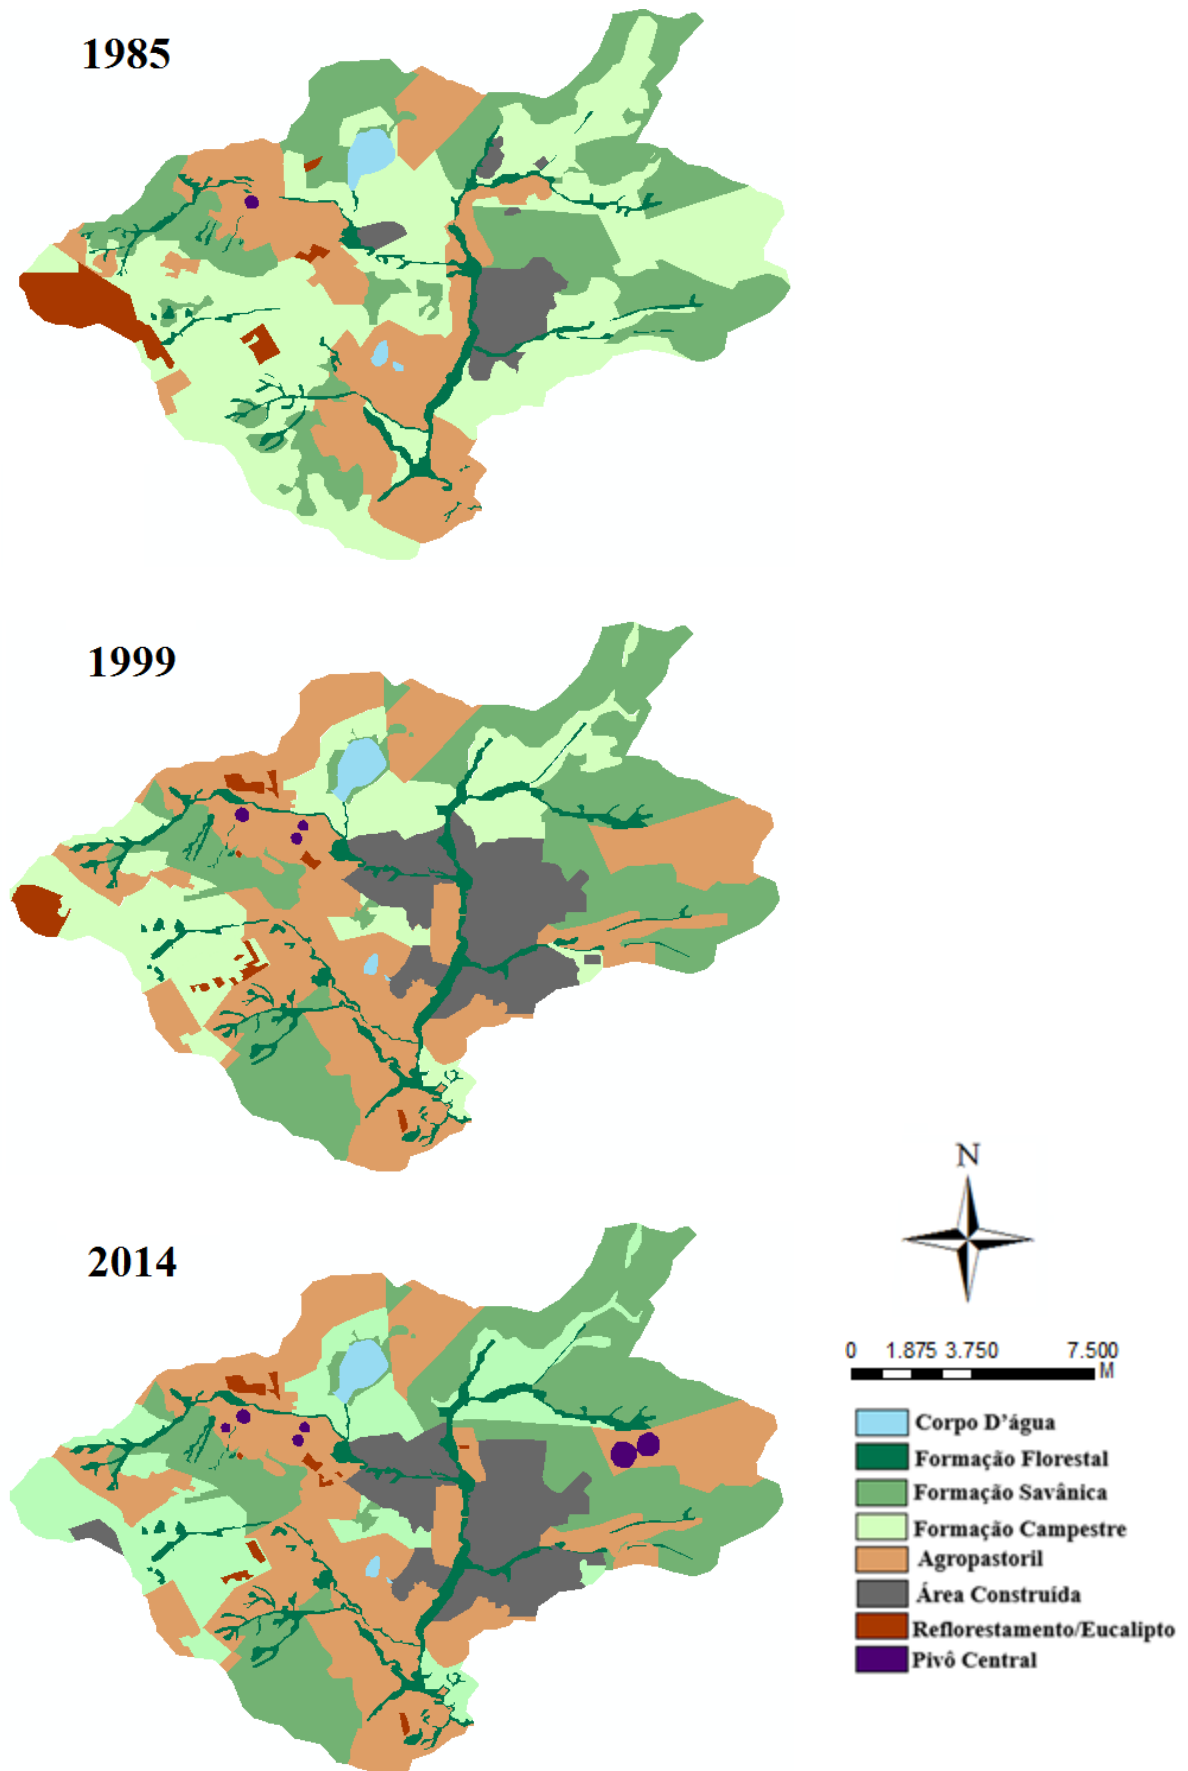 1985
1999
2014
N
0 1.875 3.750 7.500
M
Corpo D'água
Formação Florestal
Formação Savânica
Formação Campestre
Agropastoril
Área Construída
Reflorestamento/Eucalipto
Pivô Central